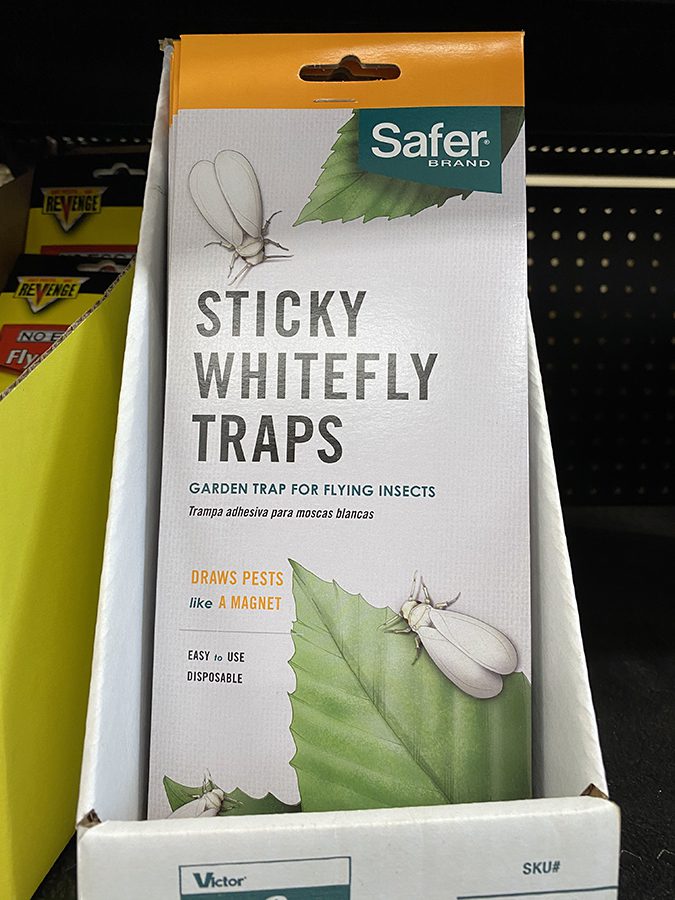 Safer®
BRAND
STICKY
WHITEFLY
TRAPS
GARDEN TRAP FOR FLYING INSECTS
Trampa adhesiva para moscas blancas
DRAWS PESTS
like A MAGNET
EASY to USE
DISPOSABLE
REVENGE
REVENGE
Victor®
SKU#